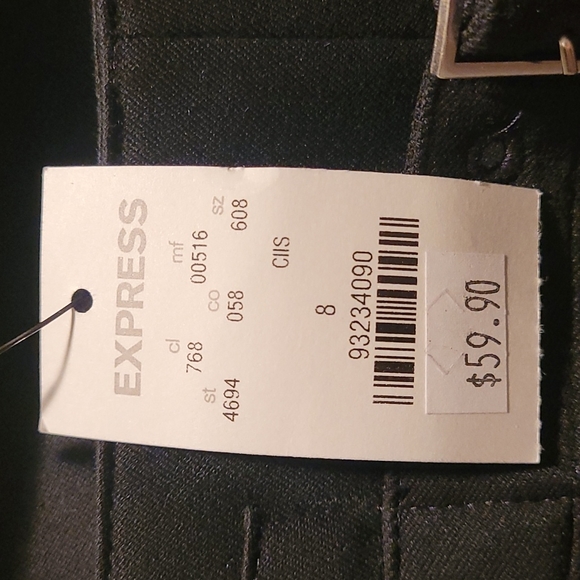 EXPRESS
cl mf
768 00516
st co sz
4694 058 608
CIIS
8
93234090
$59.90